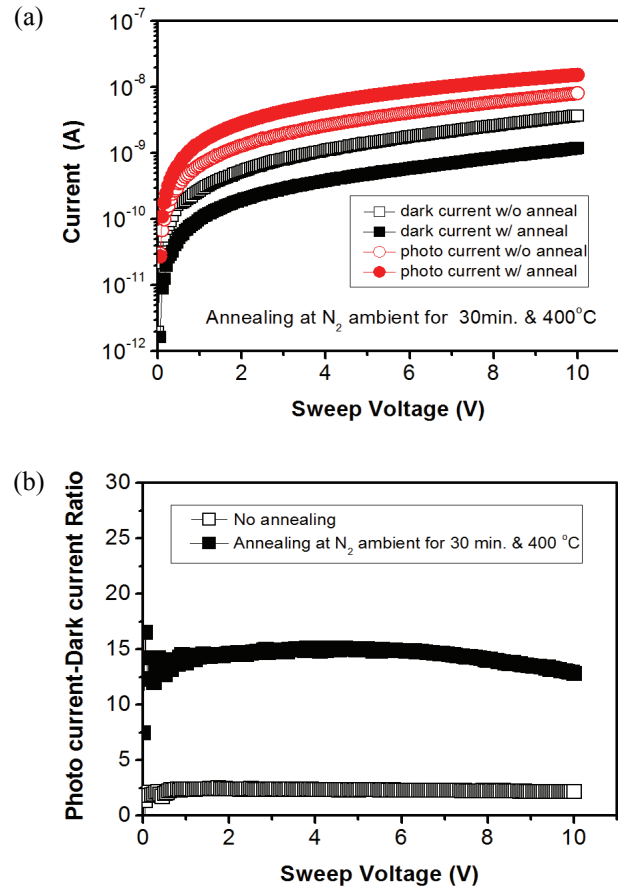 (a)
10^-7
10^-8
10^-9
10^-10
10^-11
10^-12
Current (A)
dark current w/o anneal
dark current w/ anneal
photo current w/o anneal
photo current w/ anneal
Annealing at N_2 ambient for 30min. & 400°C
0 2 4 6 8 10
Sweep Voltage (V)
(b)
30
25
20
15
10
5
0
Photo current-Dark current Ratio
No annealing
Annealing at N_2 ambient for 30 min. & 400 °C
0 2 4 6 8 10
Sweep Voltage (V)